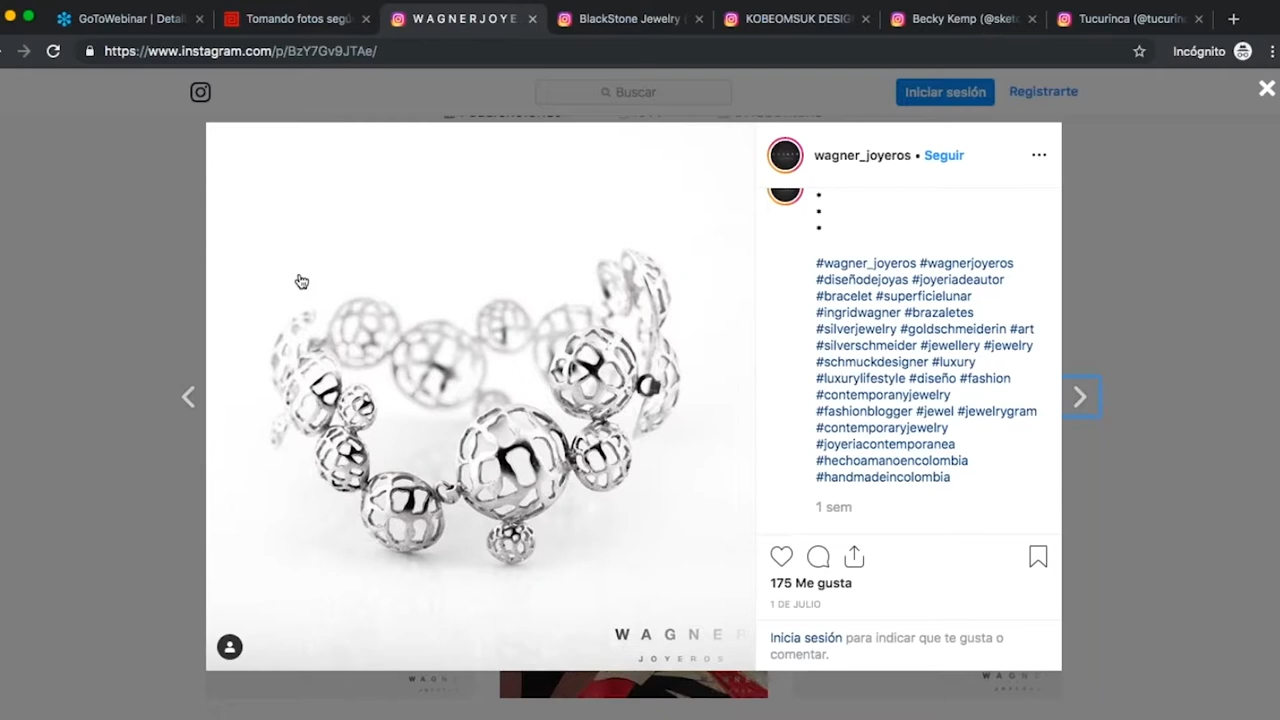 GoToWebinar | Detail
Tomando fotos segú
W A G N E R J O Y E
BlackStone Jewelry (
KOBEOMSUK DESIG
Becky Kemp (@sket
Tucurinca (@tucurin
https://www.instagram.com/p/BzY7Gv9JTAe/
Incógnito
Buscar
Iniciar sesión
Registrarte
wagner_joyeros • Seguir
#wagner_joyeros #wagnerjoyeros
#diseñodejoyas #joyeriadeautor
#bracelet #superficielunar
#ingridwagner #brazaletes
#silverjewelry #goldschmeiderin #art
#silverschmeider #jewellery #jewelry
#schmuckdesigner #luxury
#luxurylifestyle #diseño #fashion
#contemporanyjewelry
#fashionblogger #jewel #jewelrygram
#contemporaryjewelry
#joyeriacontemporanea
#hechoamanoencolombia
#handmadeincolombia
1 sem
175 Me gusta
1 DE JULIO
Inicia sesión para indicar que te gusta o
comentar.
W A G N E R
J O Y E R O S